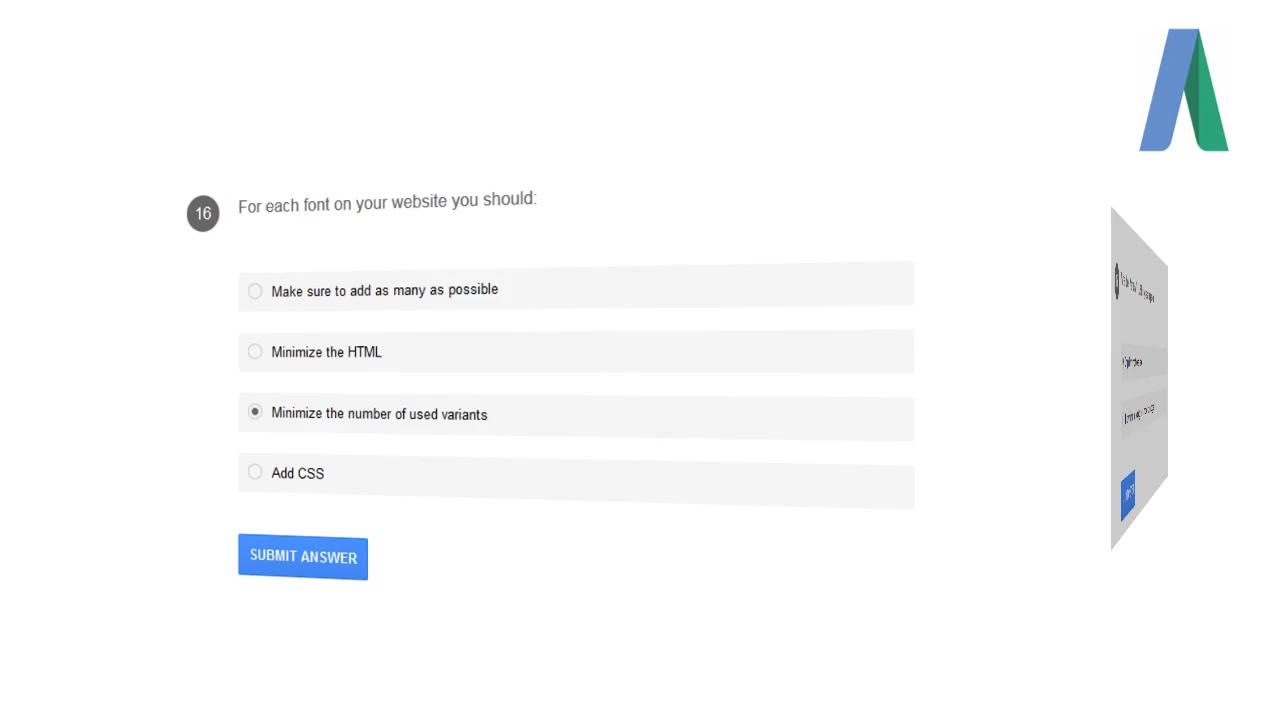 16
For each font on your website you should:
Make sure to add as many as possible
Minimize the HTML
Minimize the number of used variants
Add CSS
SUBMIT ANSWER